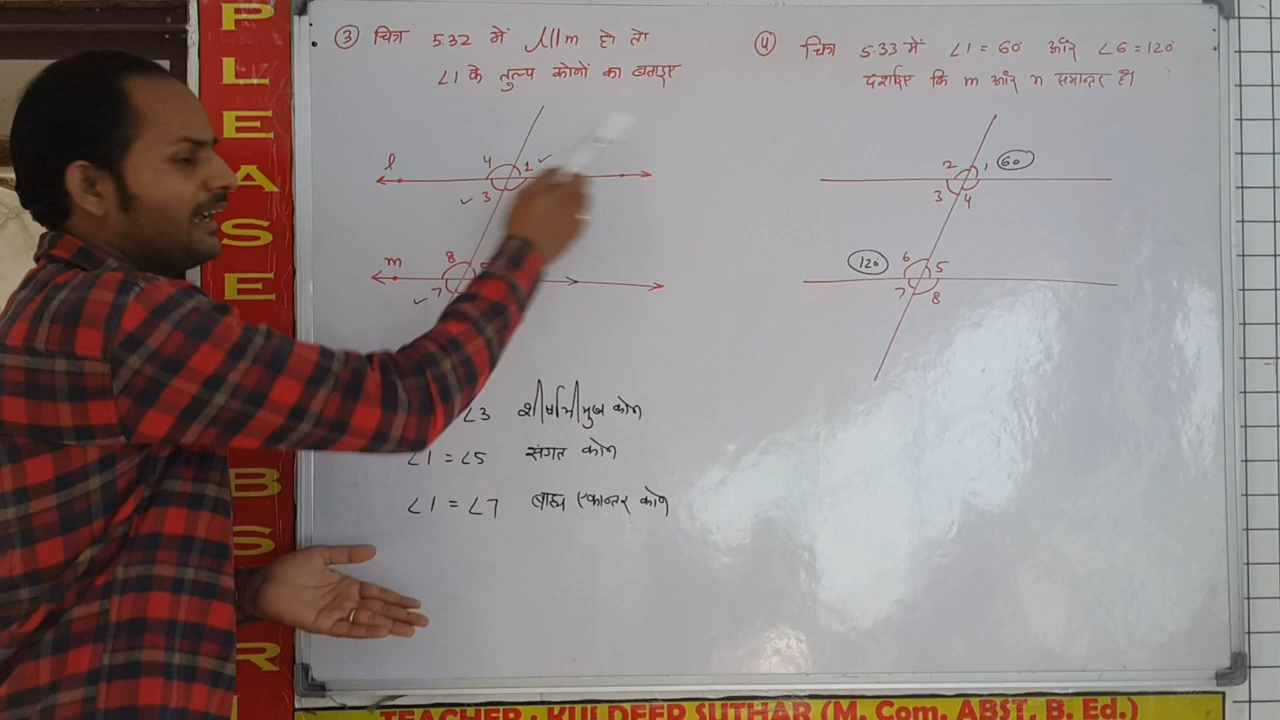 P
L
E
A
S
E
B
S
R
③ चित्र 5.32 में l||m हो तो
∠1 के तुल्य कोणों का बताइए
④ चित्र 5.33 में ∠1 = 60° और ∠6 = 120°
दर्शाइए कि m और n समान्तर है।
l
4
1
3
m
8
7
2
1
60
3
4
120
6
5
7
8
∠3 शीर्षाभिमुख कोण
∠1 = ∠5 संगत कोण
∠1 = ∠7 बाह्य एकान्तर कोण
TEACHER : KULDEEP SUTHAR (M. Com, ABST, B. Ed.)